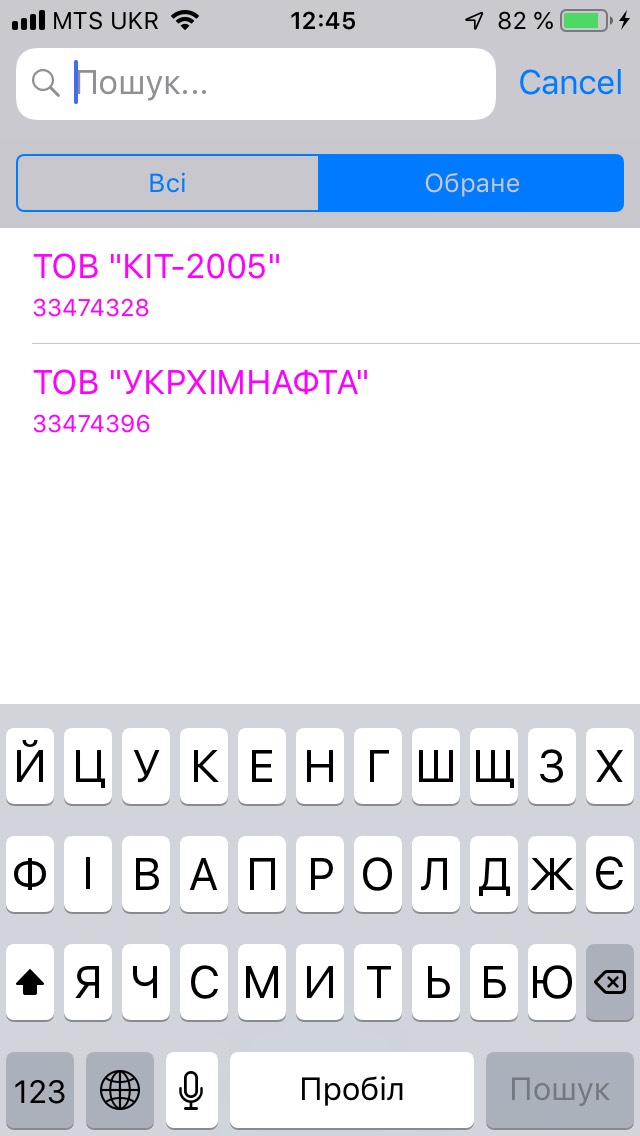 MTS UKR 12:45 82 %
Пошук... Cancel
Всі Обране
ТОВ "КІТ-2005"
33474328
ТОВ "УКРХІМНАФТА"
33474396
Й Ц У К Е Н Г Ш Щ З Х
Ф І В А П Р О Л Д Ж Є
Я Ч С М И Т Ь Б Ю
123 Пробіл Пошук